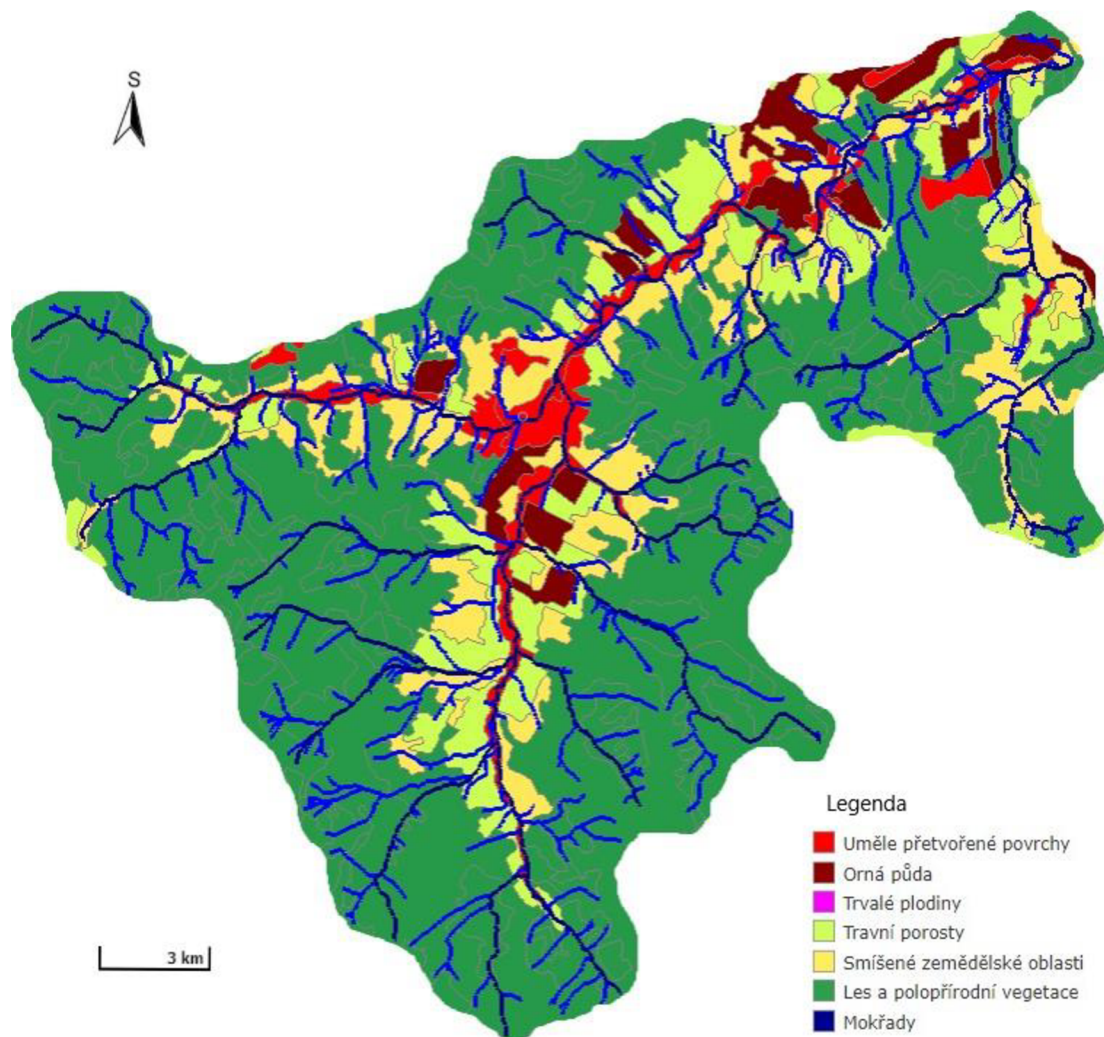 S
Legenda
Uměle přetvořené povrchy
Orná půda
Trvalé plodiny
Travní porosty
Smíšené zemědělské oblasti
Les a polopřírodní vegetace
Mokřady
3 km